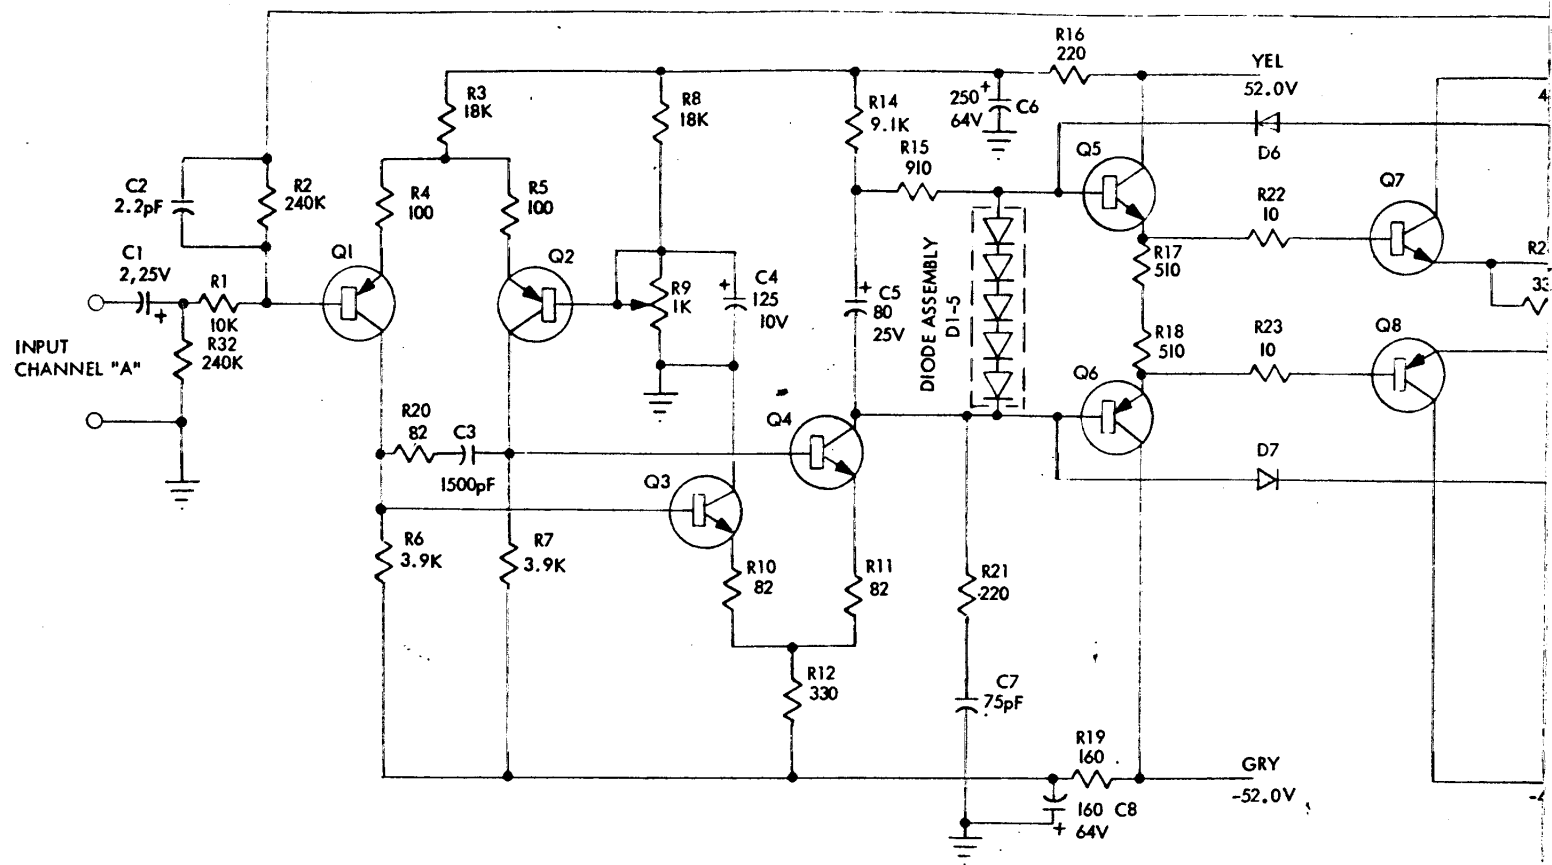 R16
220
YEL
52.0V
R3
18K
R8
18K
R14
9.1K
250
64V
+
C6
4
D6
C2
2.2pF
R2
240K
R4
100
R5
100
R15
910
Q5
R22
10
Q7
C1
2,25V
+
R1
10K
R32
240K
Q1
Q2
R9
1K
+
C4
125
10V
+
C5
80
25V
DIODE ASSEMBLY
D1-5
R17
510
R2
33
INPUT
CHANNEL "A"
R18
510
R23
10
Q8
R20
82
C3
1500pF
Q4
Q6
D7
Q3
R6
3.9K
R7
3.9K
R10
82
R11
82
R21
220
R12
330
C7
75pF
R19
160
GRY
-52.0V
160
64V
+
C8